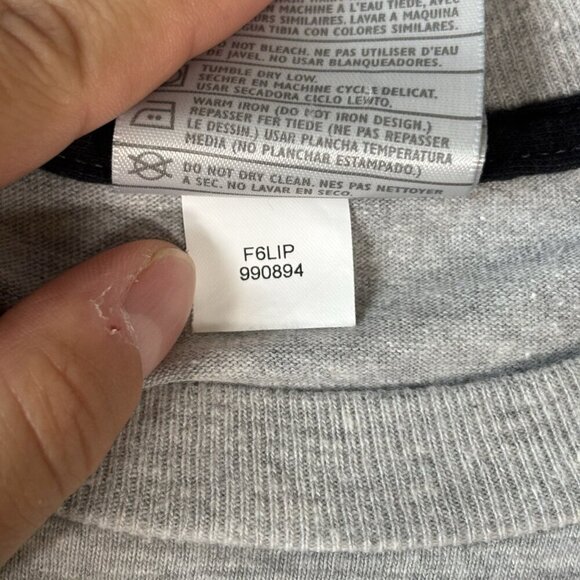 MACHINE A L'EAU TIEDE, AVEC
EURS SIMILAIRES. LAVAR A MAQUINA
GUA TIBIA CON COLORES SIMILARES.
DO NOT BLEACH. NE PAS UTILISER D'EAU
DE JAVEL. NO USAR BLANQUEADORES.
TUMBLE DRY LOW.
SECHER EN MACHINE CYCLE DELICAT.
USAR SECADORA CICLO LENTO.
WARM IRON (DO NOT IRON DESIGN.)
REPASSER FER TIEDE (NE PAS REPASSER
LE DESSIN.) USAR PLANCHA TEMPERATURA
MEDIA (NO PLANCHAR ESTAMPADO.)
DO NOT DRY CLEAN. NE PAS NETTOYER
A SEC. NO LAVAR EN SECO.
F6LIP
990894